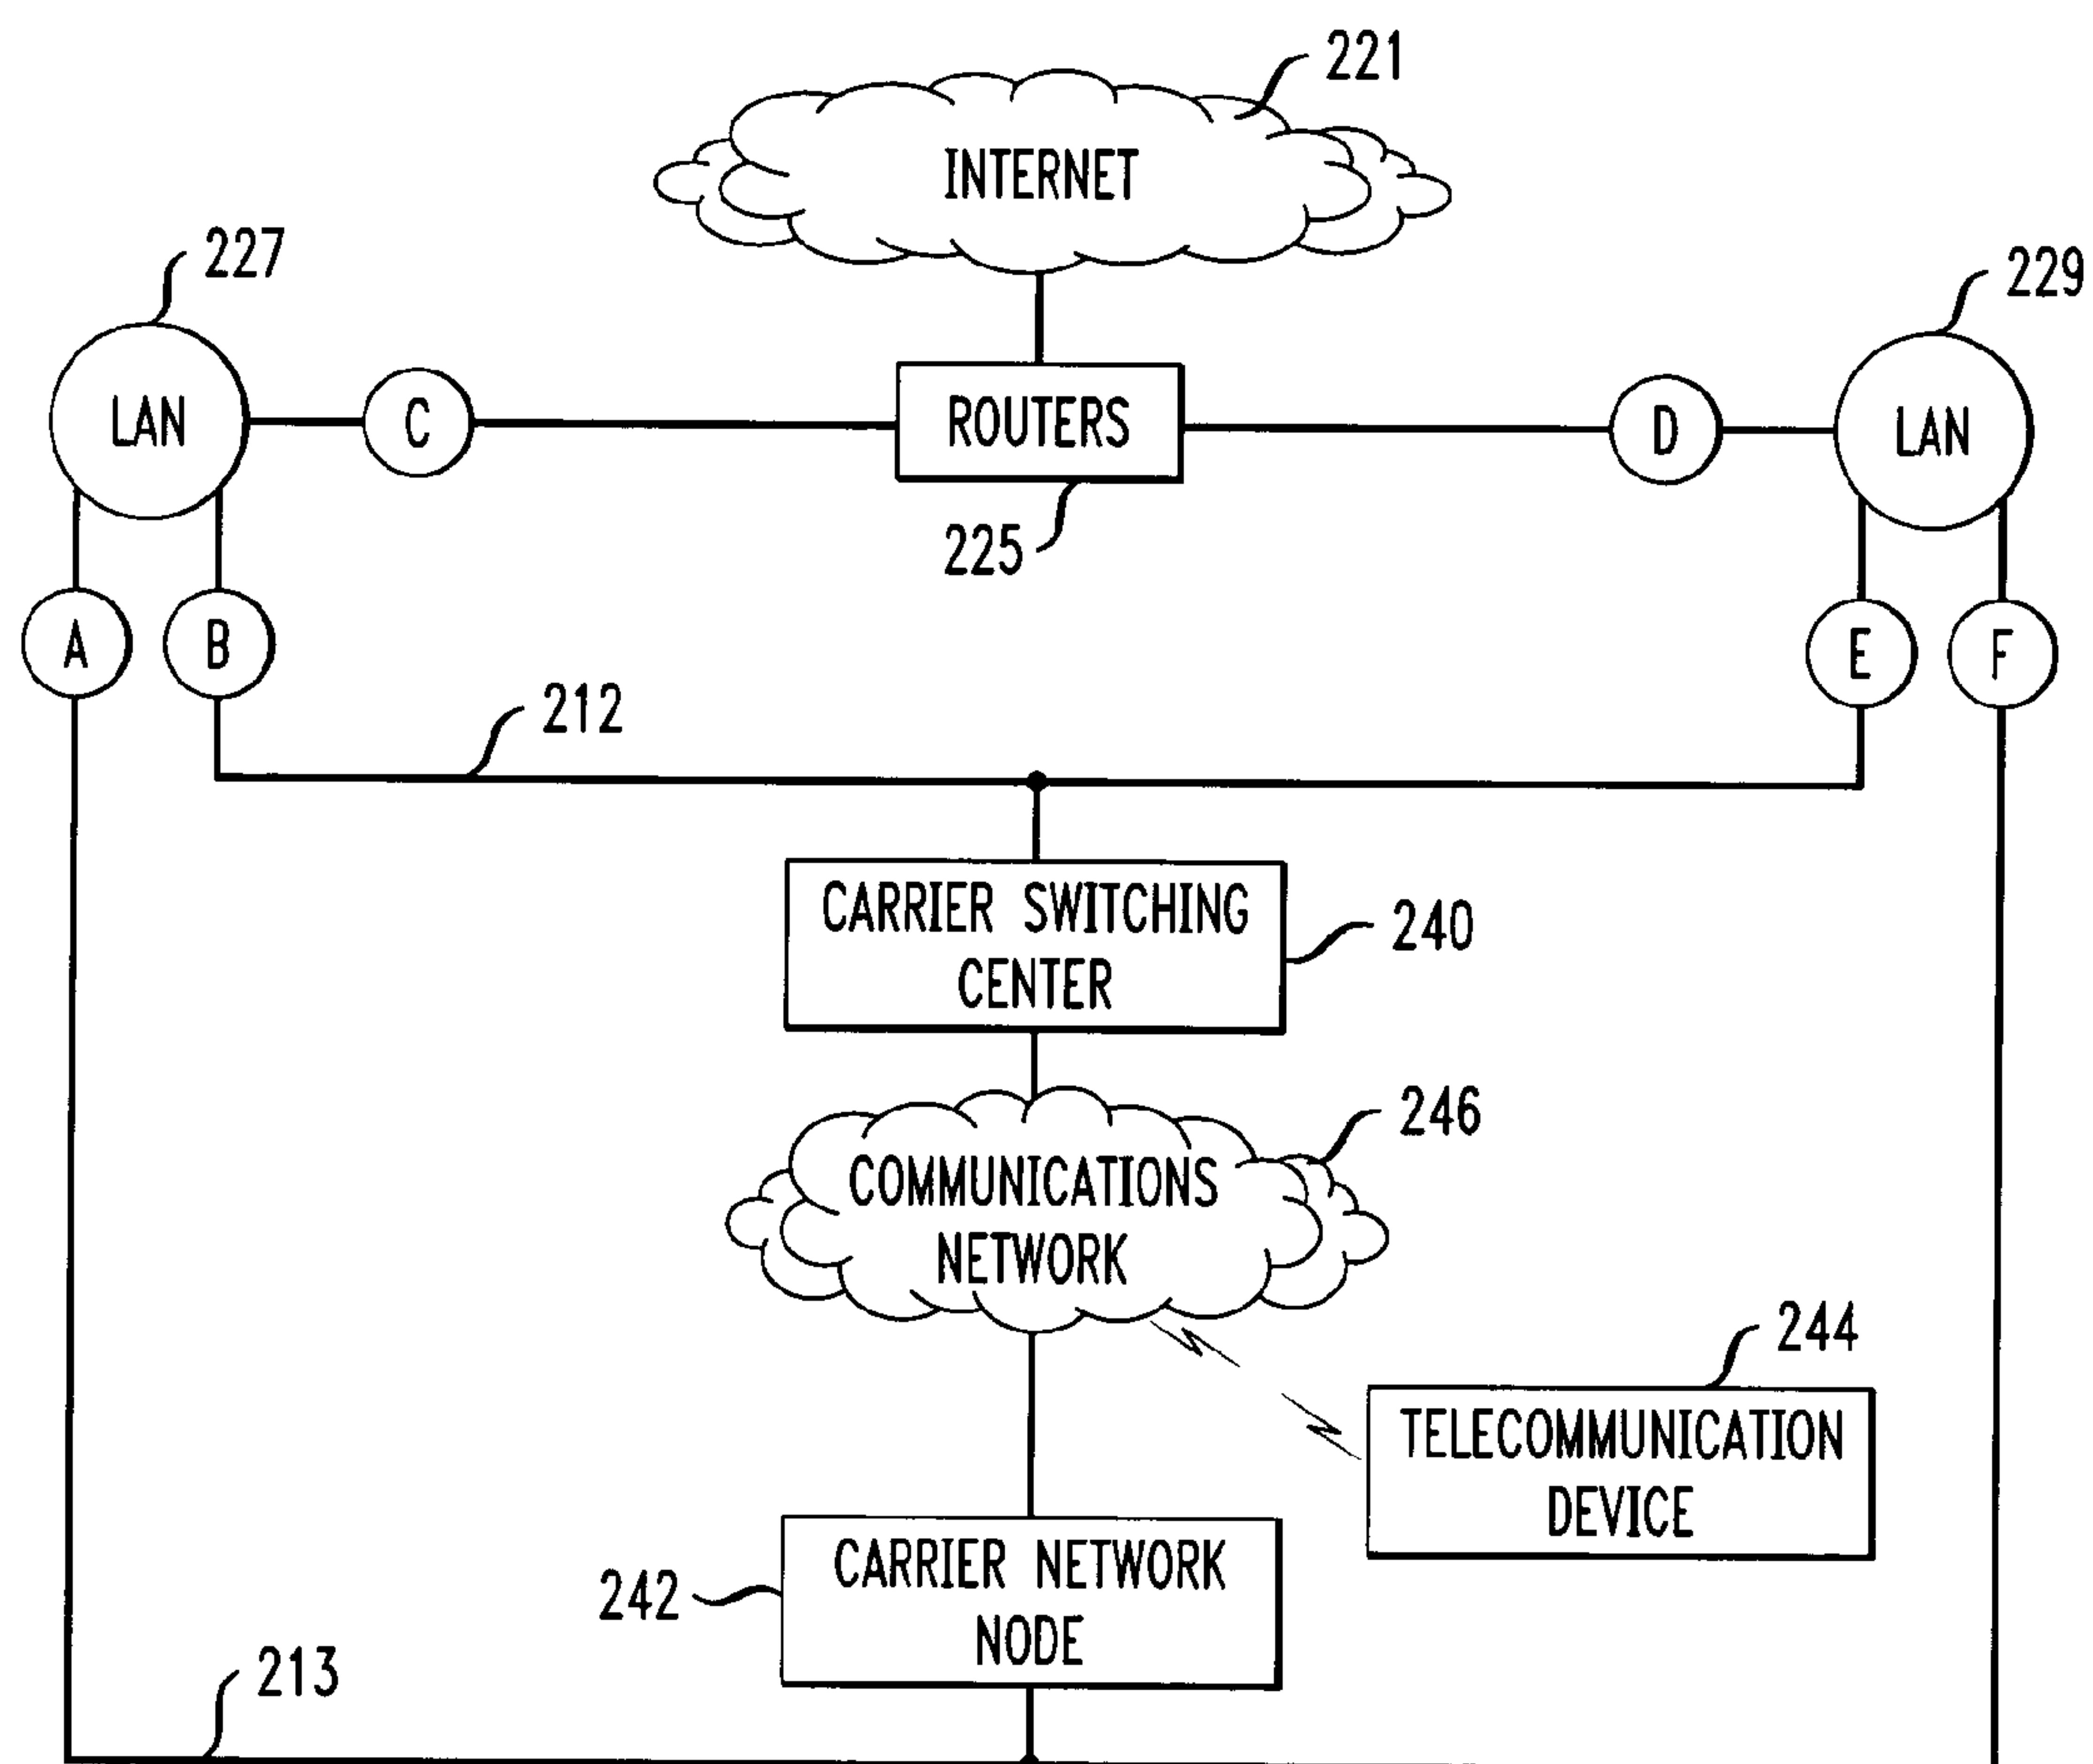 221
INTERNET
227
229
LAN
C
ROUTERS
D
LAN
225
A
B
E
F
212
CARRIER SWITCHING
CENTER
240
246
COMMUNICATIONS
NETWORK
244
TELECOMMUNICATION
DEVICE
CARRIER NETWORK
NODE
242
213